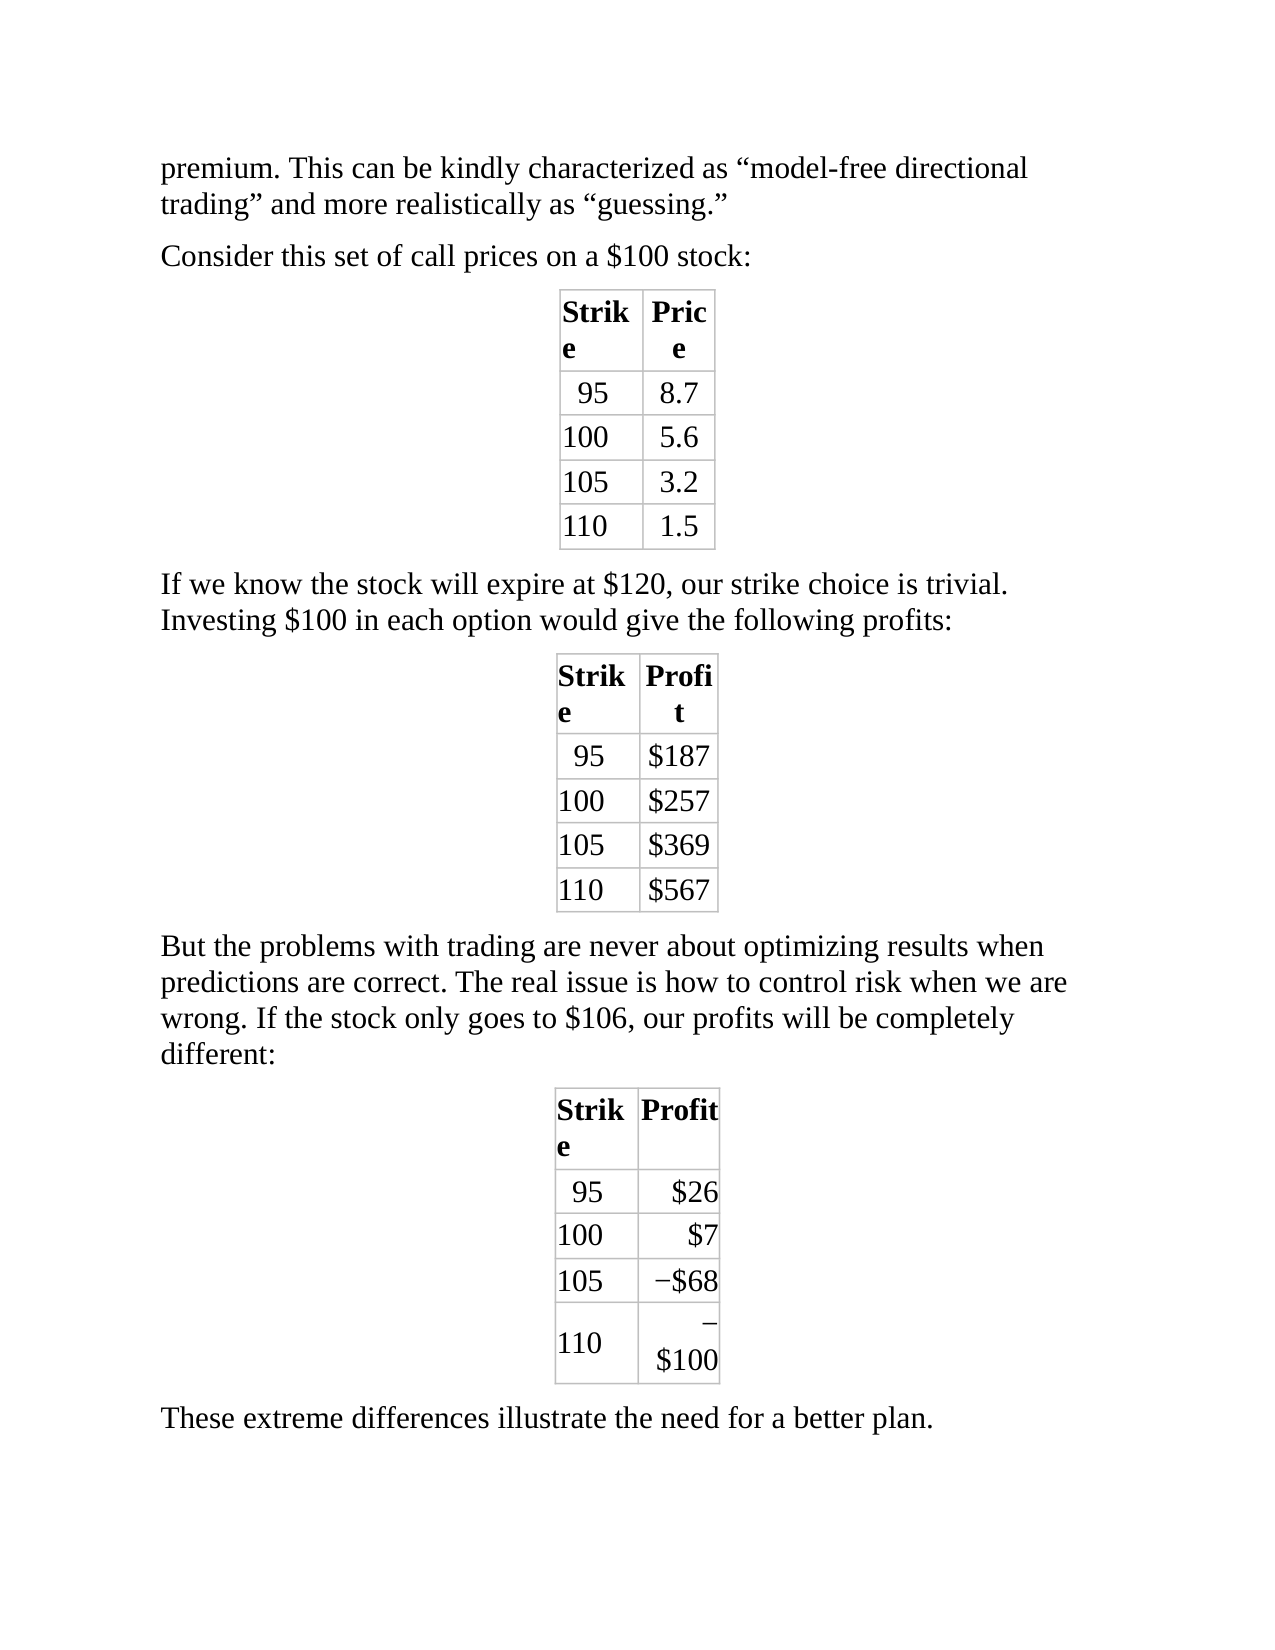 premium. This can be kindly characterized as “model-free directional
trading” and more realistically as “guessing.”
Consider this set of call prices on a $100 stock:
Strik Pric
e e
95 8.7
100 5.6
105 3.2
110 1.5
If we know the stock will expire at $120, our strike choice is trivial.
Investing $100 in each option would give the following profits:
Strik Profi
e t
95 $187
100 $257
105 $369
110 $567
But the problems with trading are never about optimizing results when
predictions are correct. The real issue is how to control risk when we are
wrong. If the stock only goes to $106, our profits will be completely
different:
Strik Profit
e
95 $26
100 $7
105 −$68
110 −
$100
These extreme differences illustrate the need for a better plan.